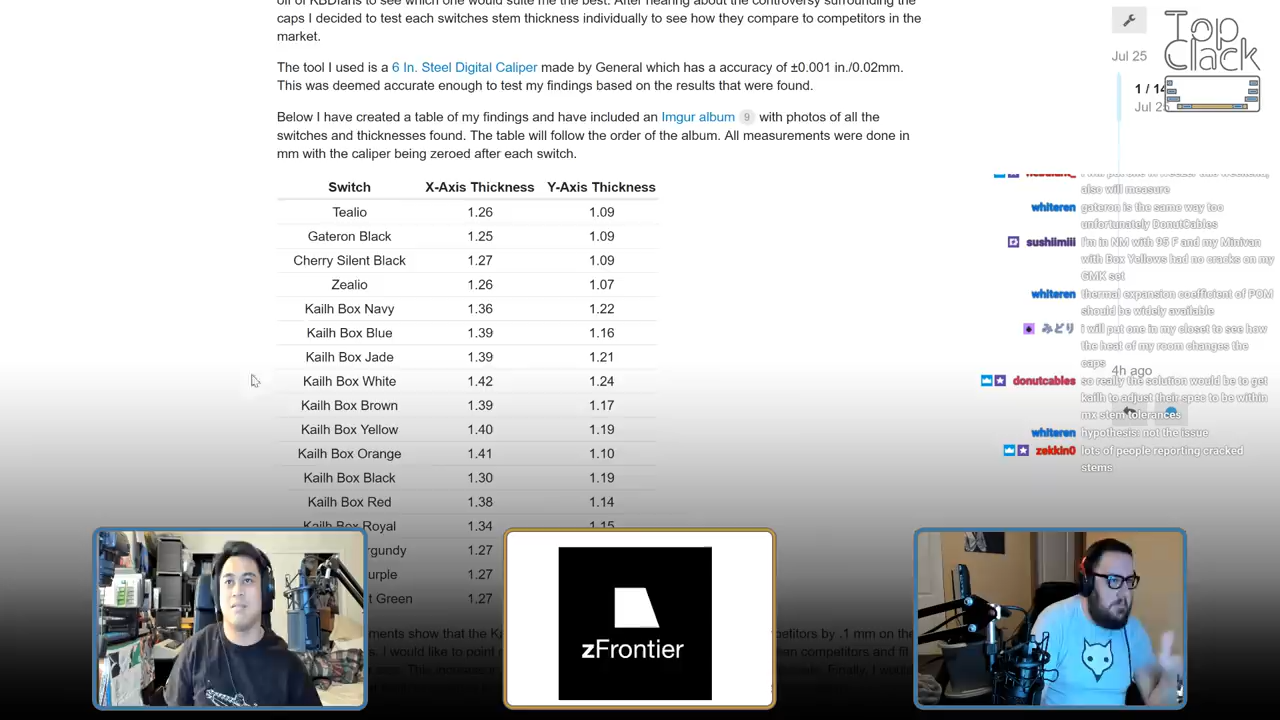 off of KBDfans to see which one would suite me the best. After hearing about the controversy surrounding the
caps I decided to test each switches stem thickness individually to see how they compare to competitors in the
market.
The tool I used is a 6 In. Steel Digital Caliper made by General which has a accuracy of ±0.001 in./0.02mm.
This was deemed accurate enough to test my findings based on the results that were found.
Below I have created a table of my findings and have included an Imgur album 9 with photos of all the
switches and thicknesses found. The table will follow the order of the album. All measurements were done in
mm with the caliper being zeroed after each switch.
Switch X-Axis Thickness Y-Axis Thickness
Tealio 1.26 1.09
Gateron Black 1.25 1.09
Cherry Silent Black 1.27 1.09
Zealio 1.26 1.07
Kailh Box Navy 1.36 1.22
Kailh Box Blue 1.39 1.16
Kailh Box Jade 1.39 1.21
Kailh Box White 1.42 1.24
Kailh Box Brown 1.39 1.17
Kailh Box Yellow 1.40 1.19
Kailh Box Orange 1.41 1.10
Kailh Box Black 1.30 1.19
Kailh Box Red 1.38 1.14
Kailh Box Royal 1.34 1.15
1.27
1.27
Green 1.27
Top
Clack
Jul 25
1 / 14
Jul 25
4h ago
also will measure
whiteren gateron is the same way too
unfortunately DonutCables
sushiimiii I'm in NM with 95 F and my Minivan
with Box Yellows had no cracks on my
GMK set
whiteren thermal expansion coefficient of POM
should be widely available
みどり i will put one in my closet to see how
the heat of my room changes the
caps
donutcables so really the solution would be to get
kailh to adjust their spec to be within
mx stem tolerances
whiteren hypothesis: not the issue
zekkin0 lots of people reporting cracked
stems
zFrontier